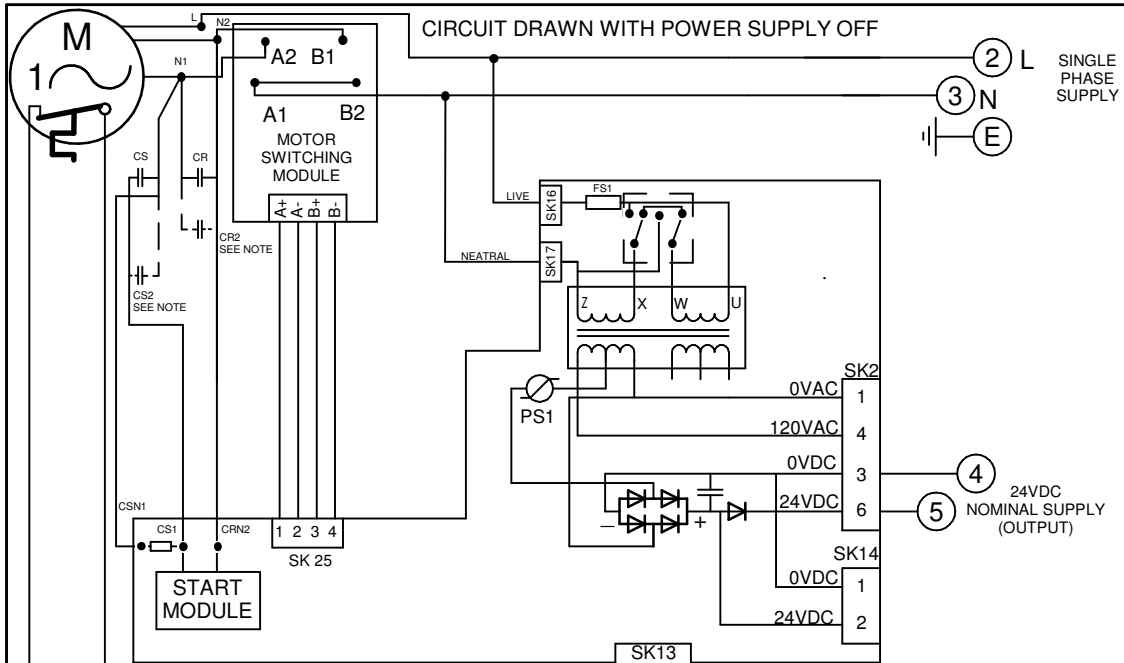 CIRCUIT DRAWN WITH POWER SUPPLY OFF
M
1
L
N2
N1
A2 B1
A1 B2
MOTOR
SWITCHING
MODULE
A+ A- B+ B-
2 L
3 N
E
SINGLE
PHASE
SUPPLY
CS
CR
CR2
SEE NOTE
CS2
SEE NOTE
LIVE
SK16
FS1
NEATRAL
SK17
Z X W U
PS1
SK2
0VAC 1
120VAC 4
0VDC 3
24VDC 6
4
5
24VDC
NOMINAL SUPPLY
(OUTPUT)
– +
SK14
0VDC 1
24VDC 2
CSN1
CS1
CRN2
1 2 3 4
SK 25
START
MODULE
SK13